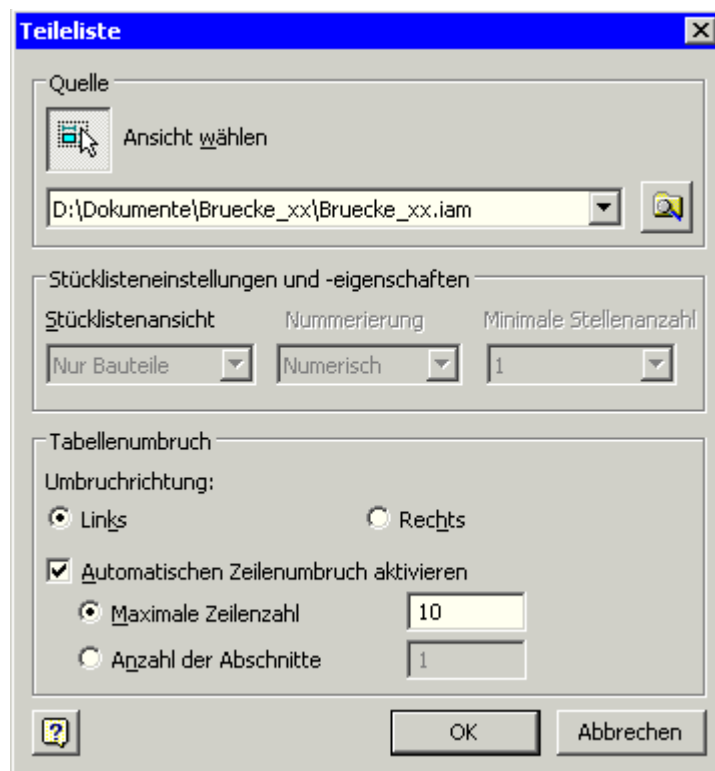 Teileliste
Quelle
Ansicht wählen
D:\Dokumente\Bruecke_xx\Bruecke_xx.iam
Stücklisteneinstellungen und -eigenschaften
Stücklistenansicht Nummerierung Minimale Stellenanzahl
Nur Bauteile Numerisch 1
Tabellenumbruch
Umbruchrichtung:
Links Rechts
Automatischen Zeilenumbruch aktivieren
Maximale Zeilenzahl 10
Anzahl der Abschnitte 1
? OK Abbrechen